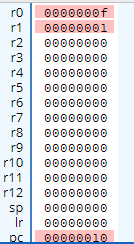 r0 0000000f
r1 00000001
r2 00000000
r3 00000000
r4 00000000
r5 00000000
r6 00000000
r7 00000000
r8 00000000
r9 00000000
r10 00000000
r11 00000000
r12 00000000
sp 00000000
lr 00000000
pc 00000010